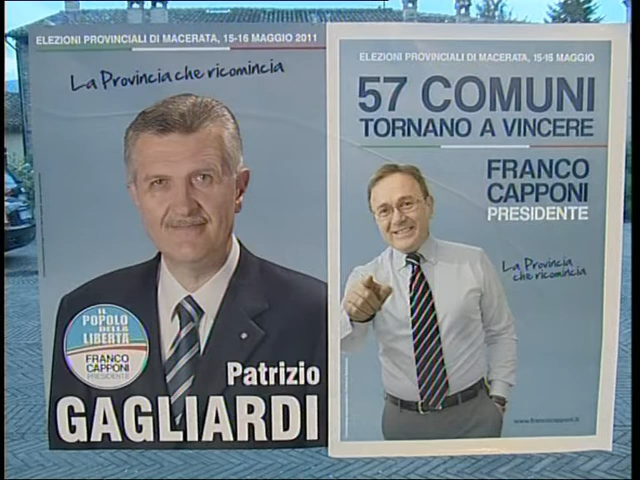 ELEZIONI PROVINCIALI DI MACERATA, 15-16 MAGGIO 2011
La Provincia che ricomincia
IL
POPOLO
DELLA
LIBERTA
FRANCO
CAPPONI
PRESIDENTE
Patrizio
GAGLIARDI
ELEZIONI PROVINCIALI DI MACERATA, 15-16 MAGGIO
57 COMUNI
TORNANO A VINCERE
FRANCO
CAPPONI
PRESIDENTE
La Provincia
che ricomincia
www.francocapponi.it